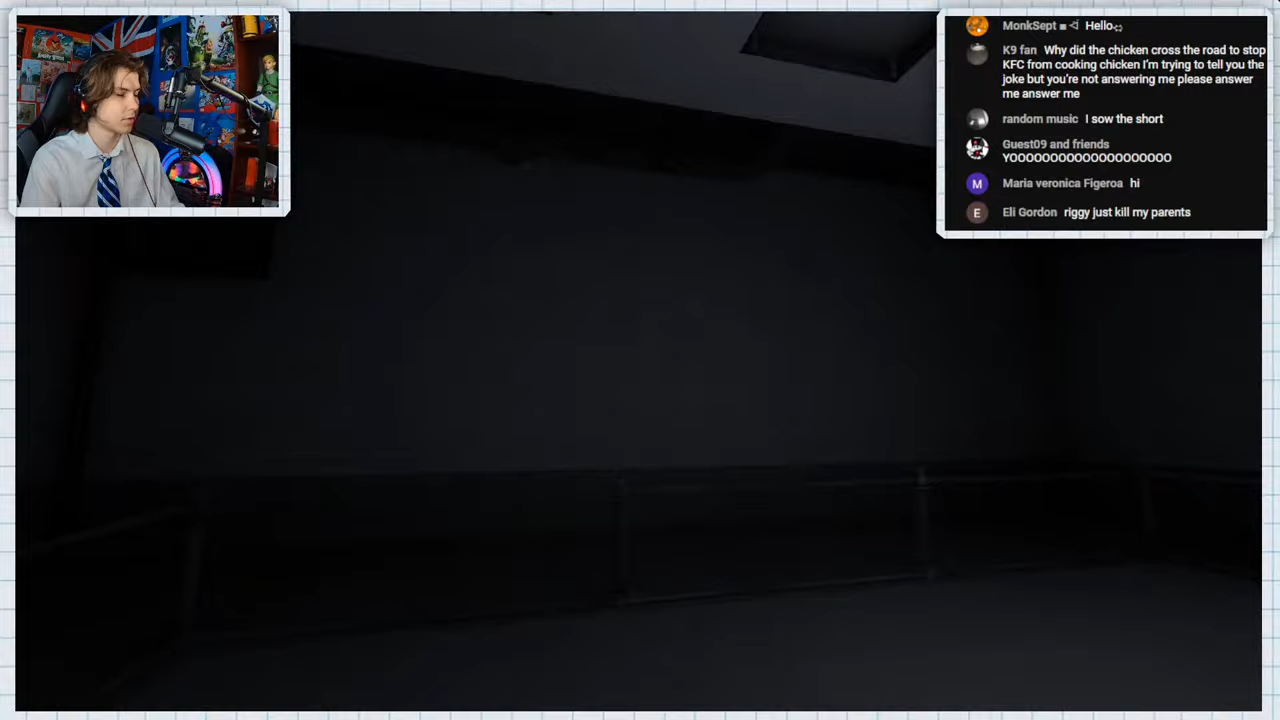 MonkSept Hello
K9 fan Why did the chicken cross the road to stop
KFC from cooking chicken I'm trying to tell you the
joke but you're not answering me please answer
me answer me
random music I sow the short
Guest09 and friends
YOOOOOOOOOOOOOOOOOOO
M Maria veronica Figeroa hi
E Eli Gordon riggy just kill my parents